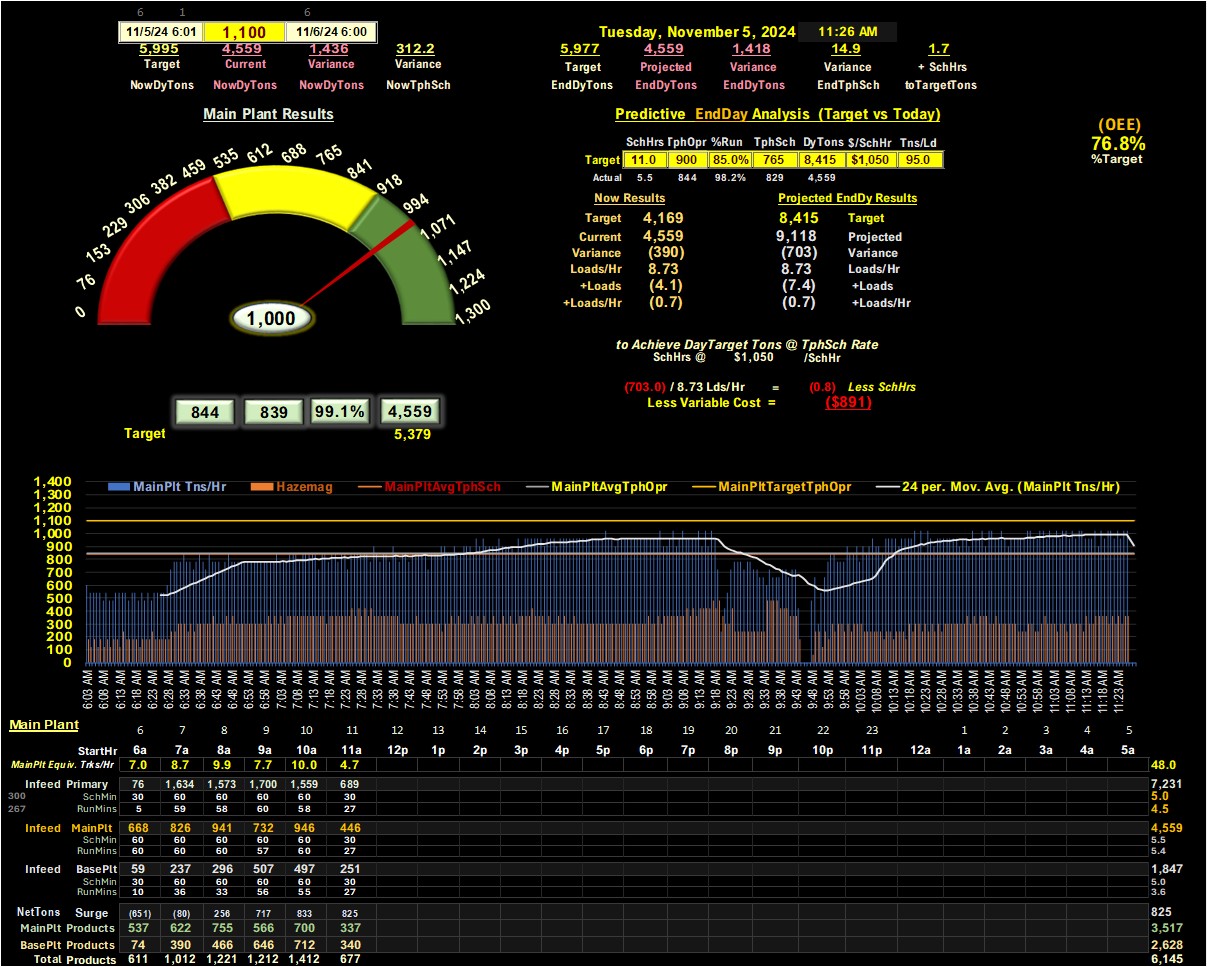 6 1 6
11/5/24 6:01 1,100 11/6/24 6:00 Tuesday, November 5, 2024 11:26 AM
5,995 4,559 1,436 312.2 5,977 4,559 1,418 14.9 1.7
Target Current Variance Variance Target Projected Variance Variance + SchHrs
NowDyTons NowDyTons NowDyTons NowTphSch EndDyTons EndDyTons EndDyTons EndTphSch toTargetTons
Main Plant Results
0 76 153 229 306 382 459 535 612 688 765 841 918 994 1,071 1,147 1,224 1,300
1,000
844 839 99.1% 4,559
Target 5,379
Predictive EndDay Analysis (Target vs Today)
SchHrs TphOpr %Run TphSch DyTons $/SchHr Tns/Ld
Target 11.0 900 85.0% 765 8,415 $1,050 95.0
Actual 5.5 844 98.2% 829 4,559
(OEE)
76.8%
%Target
Now Results Projected EndDy Results
Target 4,169 8,415 Target
Current 4,559 9,118 Projected
Variance (390) (703) Variance
Loads/Hr 8.73 8.73 Loads/Hr
+Loads (4.1) (7.4) +Loads
+Loads/Hr (0.7) (0.7) +Loads/Hr
to Achieve DayTarget Tons @ TphSch Rate
SchHrs @ $1,050 /SchHr
(703.0) / 8.73 Lds/Hr = (0.8) Less SchHrs
Less Variable Cost = ($891)
MainPlt Tns/Hr Hazemag MainPltAvgTphSch MainPltAvgTphOpr MainPltTargetTphOpr 24 per. Mov. Avg. (MainPlt Tns/Hr)
1,400
1,300
1,200
1,100
1,000
900
800
700
600
500
400
300
200
100
0
6:03 AM 6:08 AM 6:13 AM 6:18 AM 6:23 AM 6:28 AM 6:33 AM 6:38 AM 6:43 AM 6:48 AM 6:53 AM 6:58 AM 7:03 AM 7:08 AM 7:13 AM 7:18 AM 7:23 AM 7:28 AM 7:33 AM 7:38 AM 7:43 AM 7:48 AM 7:53 AM 7:58 AM 8:03 AM 8:08 AM 8:13 AM 8:18 AM 8:23 AM 8:28 AM 8:33 AM 8:38 AM 8:43 AM 8:48 AM 8:53 AM 8:58 AM 9:03 AM 9:08 AM 9:13 AM 9:18 AM 9:23 AM 9:28 AM 9:33 AM 9:38 AM 9:43 AM 9:48 AM 9:53 AM 9:58 AM 10:03 AM 10:08 AM 10:13 AM 10:18 AM 10:23 AM 10:28 AM 10:33 AM 10:38 AM 10:43 AM 10:48 AM 10:53 AM 10:58 AM 11:03 AM 11:08 AM 11:13 AM 11:18 AM 11:23 AM
Main Plant 6 7 8 9 10 11 12 13 14 15 16 17 18 19 20 21 22 23 1 2 3 4 5
StartHr 6a 7a 8a 9a 10a 11a 12p 1p 2p 3p 4p 5p 6p 7p 8p 9p 10p 11p 12a 1a 2a 3a 4a 5a
MainPlt Equiv. Trks/Hr 7.0 8.7 9.9 7.7 10.0 4.7 48.0
Infeed Primary 76 1,634 1,573 1,700 1,559 689 7,231
300 SchMin 30 60 60 60 60 30 5.0
267 RunMins 5 59 58 60 58 27 4.5
Infeed MainPlt 668 826 941 732 946 446 4,559
SchMin 60 60 60 60 60 30 5.5
RunMins 60 60 60 57 60 27 5.4
Infeed BasePlt 59 237 296 507 497 251 1,847
SchMin 30 60 60 60 60 30 5.0
RunMins 10 36 33 56 55 27 3.6
NetTons Surge (651) (80) 256 717 833 825 825
MainPlt Products 537 622 755 566 700 337 3,517
BasePlt Products 74 390 466 646 712 340 2,628
Total Products 611 1,012 1,221 1,212 1,412 677 6,145